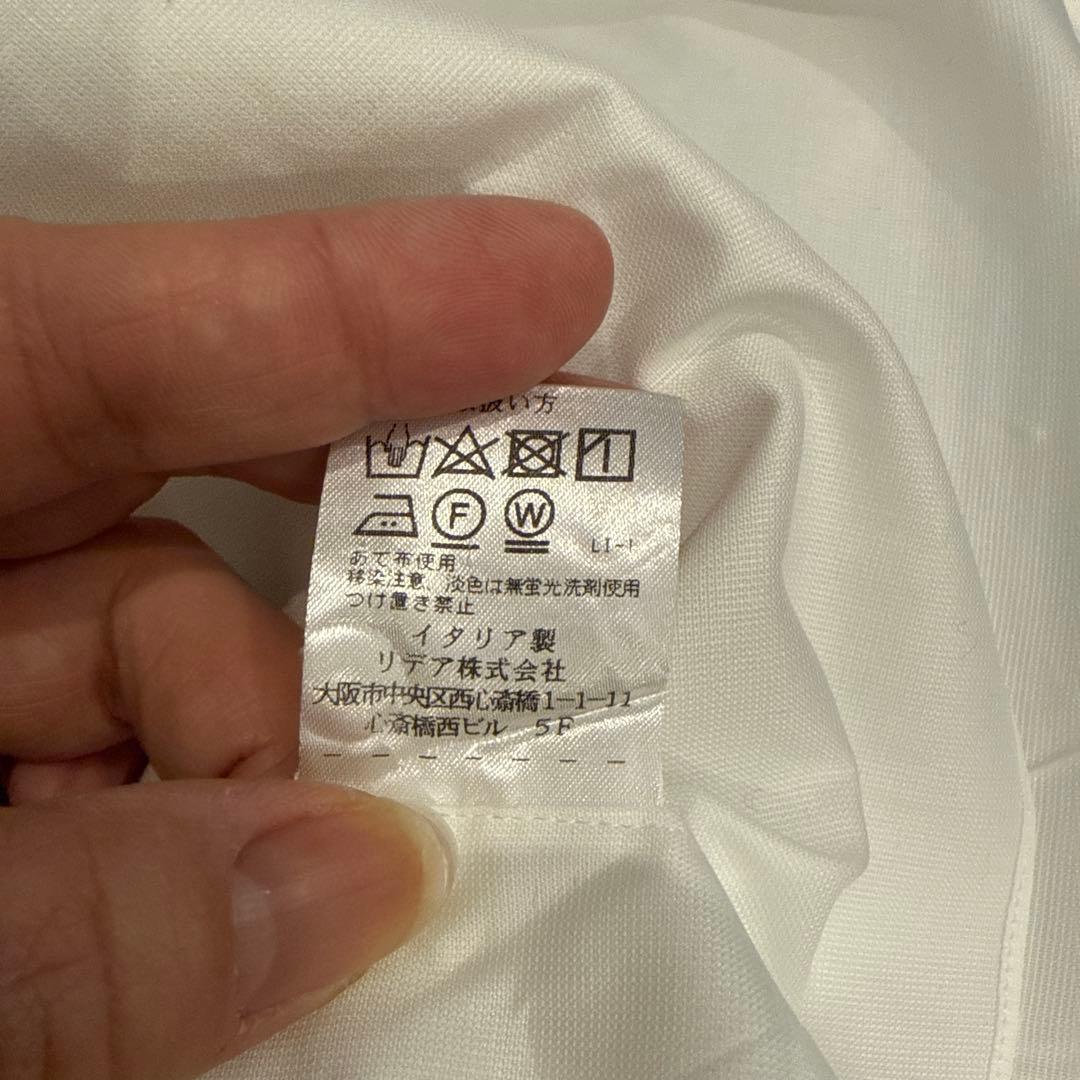 扱い方
F W
LI-1
あて布使用
移染注意、淡色は無蛍光洗剤使用
つけ置き禁止
イタリア製
リデア株式会社
大阪市中央区西心斎橋1-1-11
心斎橋西ビル 5F